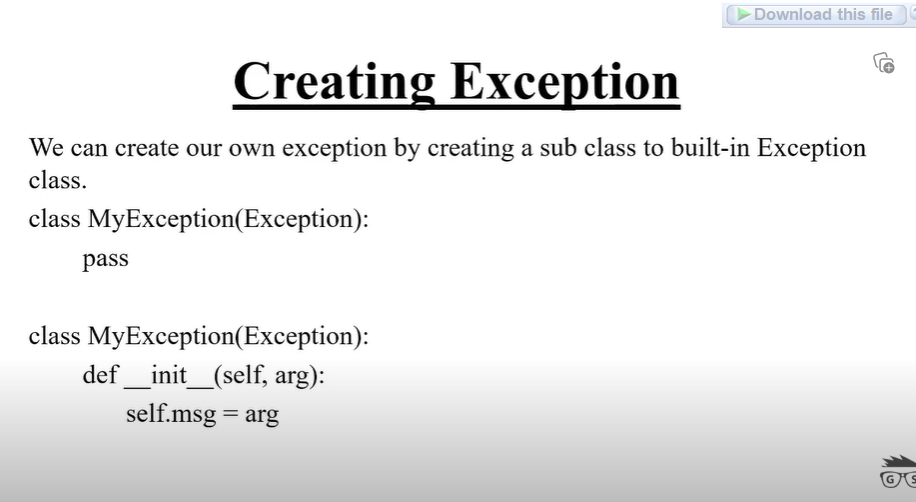 Download this file
Creating Exception
We can create our own exception by creating a sub class to built-in Exception
class.
class MyException(Exception):
pass
class MyException(Exception):
def __init__(self, arg):
self.msg = arg
G S